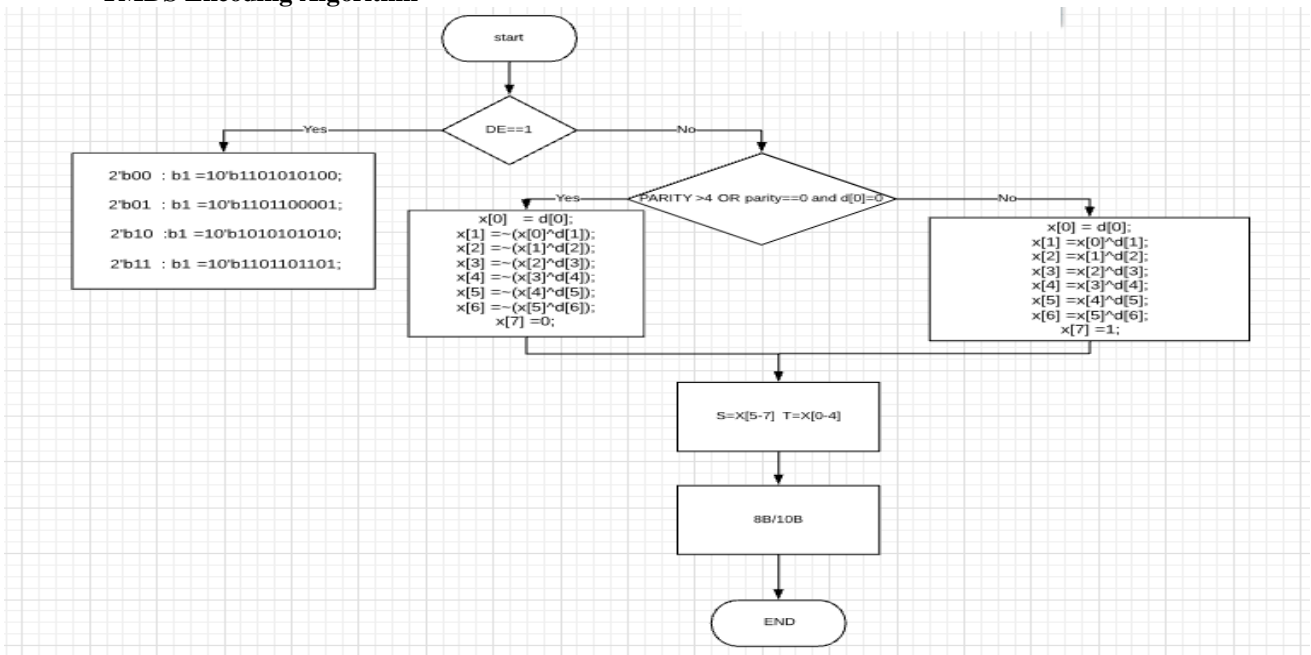 TMDS Encoding Algorithm
start
DE==1
Yes
No
2'b00 : b1 =10'b1101010100;
2'b01 : b1 =10'b1101100001;
2'b10 :b1 =10'b1010101010;
2'b11 : b1 =10'b1101101101;
PARITY >4 OR parity==0 and d[0]=0
Yes
No
x[0] = d[0];
x[1] =~(x[0]^d[1]);
x[2] =~(x[1]^d[2]);
x[3] =~(x[2]^d[3]);
x[4] =~(x[3]^d[4]);
x[5] =~(x[4]^d[5]);
x[6] =~(x[5]^d[6]);
x[7] =0;
x[0] = d[0];
x[1] =x[0]^d[1];
x[2] =x[1]^d[2];
x[3] =x[2]^d[3];
x[4] =x[3]^d[4];
x[5] =x[4]^d[5];
x[6] =x[5]^d[6];
x[7] =1;
S=X[5-7] T=X[0-4]
8B/10B
END